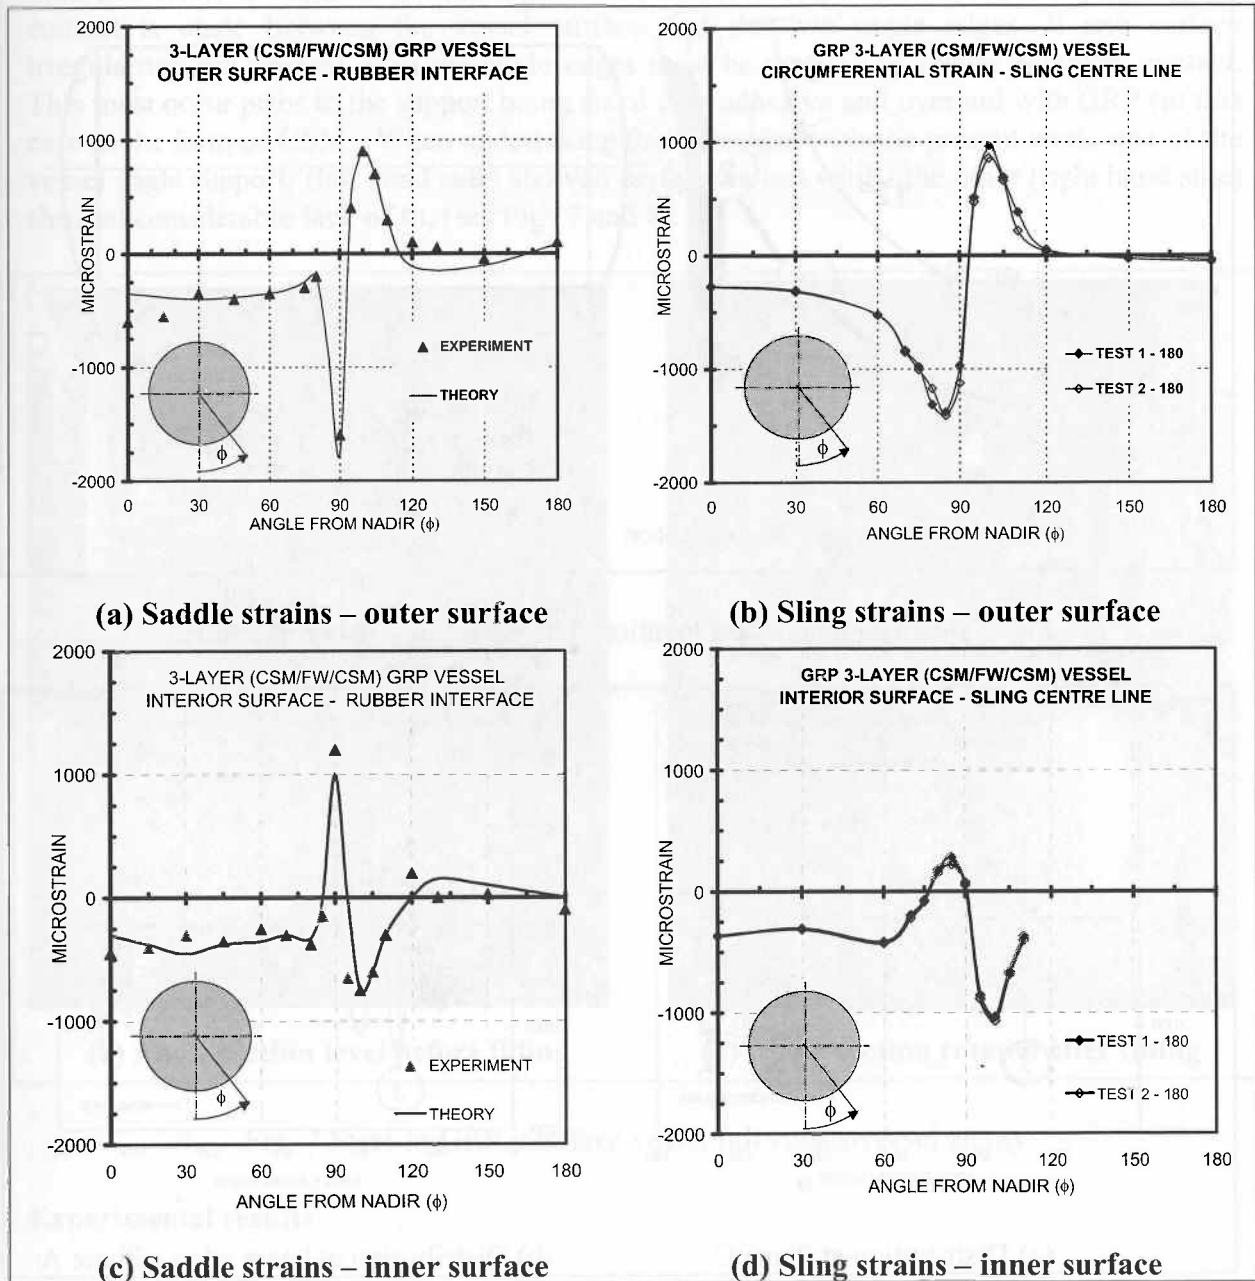 3-LAYER (CSM/FW/CSM) GRP VESSEL
OUTER SURFACE - RUBBER INTERFACE
MICROSTRAIN
2000
1000
0
-1000
-2000
EXPERIMENT
THEORY
ϕ
0 30 60 90 120 150 180
ANGLE FROM NADIR (ϕ)
(a) Saddle strains – outer surface
GRP 3-LAYER (CSM/FW/CSM) VESSEL
CIRCUMFERENTIAL STRAIN - SLING CENTRE LINE
MICROSTRAIN
2000
1000
0
-1000
-2000
TEST 1 - 180
TEST 2 - 180
ϕ
0 30 60 90 120 150 180
ANGLE FROM NADIR (ϕ)
(b) Sling strains – outer surface
3-LAYER (CSM/FW/CSM) GRP VESSEL
INTERIOR SURFACE - RUBBER INTERFACE
MICROSTRAIN
2000
1000
0
-1000
-2000
EXPERIMENT
THEORY
ϕ
0 30 60 90 120 150 180
ANGLE FROM NADIR (ϕ)
(c) Saddle strains – inner surface
GRP 3-LAYER (CSM/FW/CSM) VESSEL
INTERIOR SURFACE - SLING CENTRE LINE
MICROSTRAIN
2000
1000
0
-1000
-2000
TEST 1 - 180
TEST 2 - 180
ϕ
0 30 60 90 120 150 180
ANGLE FROM NADIR (ϕ)
(d) Sling strains – inner surface